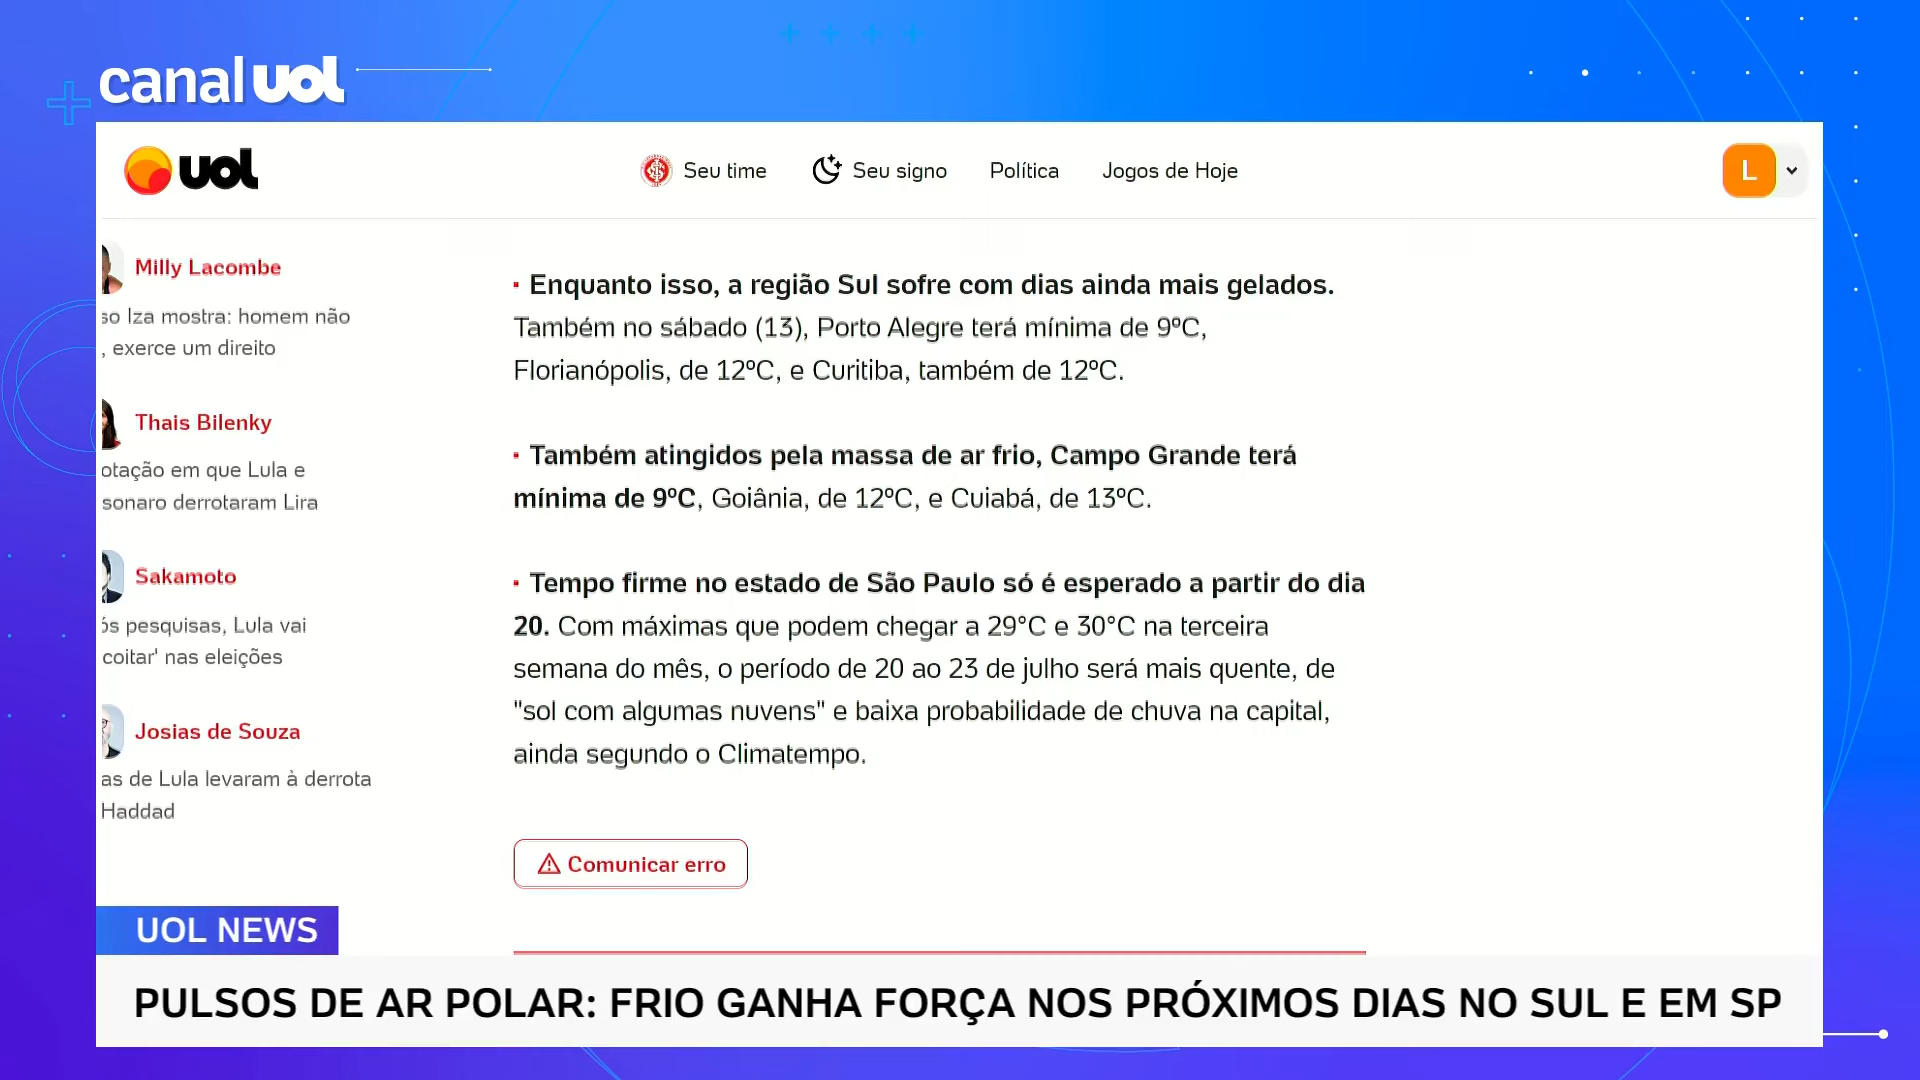 canal uol
uol
Seu time
Seu signo
Política
Jogos de Hoje
L
Milly Lacombe
so Iza mostra: homem não
, exerce um direito
Thais Bilenky
otação em que Lula e
sonaro derrotaram Lira
Sakamoto
ós pesquisas, Lula vai
coitar' nas eleições
Josias de Souza
as de Lula levaram à derrota
Haddad
Enquanto isso, a região Sul sofre com dias ainda mais gelados.
Também no sábado (13), Porto Alegre terá mínima de 9ºC,
Florianópolis, de 12ºC, e Curitiba, também de 12ºC.
Também atingidos pela massa de ar frio, Campo Grande terá
mínima de 9ºC, Goiânia, de 12ºC, e Cuiabá, de 13ºC.
Tempo firme no estado de São Paulo só é esperado a partir do dia
20. Com máximas que podem chegar a 29°C e 30°C na terceira
semana do mês, o período de 20 ao 23 de julho será mais quente, de
"sol com algumas nuvens" e baixa probabilidade de chuva na capital,
ainda segundo o Climatempo.
Comunicar erro
UOL NEWS
PULSOS DE AR POLAR: FRIO GANHA FORÇA NOS PRÓXIMOS DIAS NO SUL E EM SP